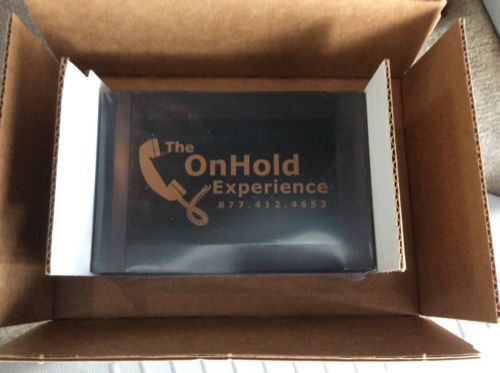 The
OnHold
Experience
877.412.4653